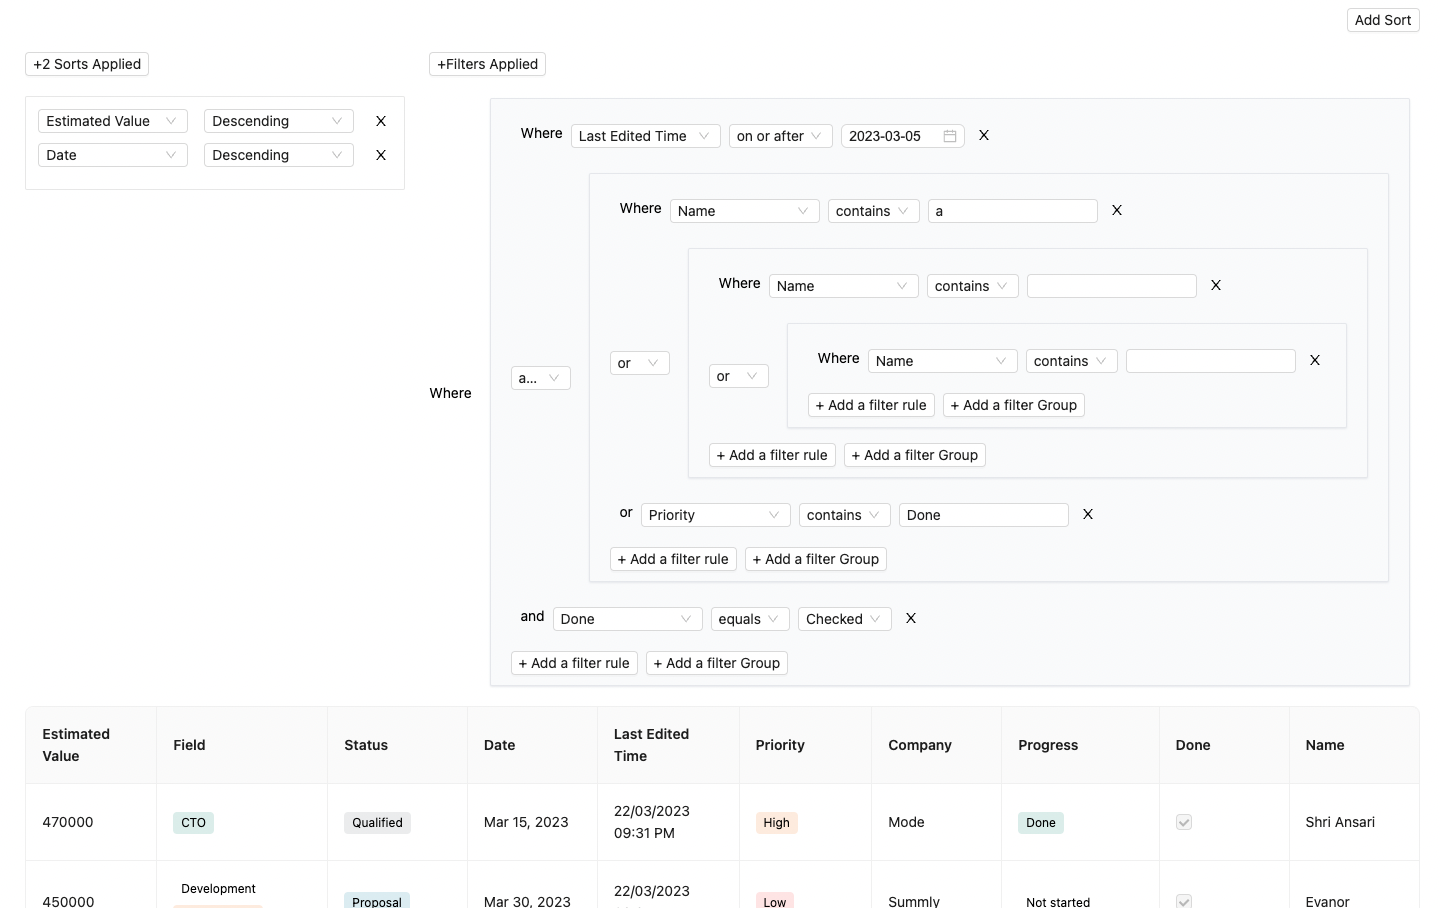 Add Sort
+2 Sorts Applied
+Filters Applied
Estimated Value Descending X
Date Descending X
Where Last Edited Time on or after 2023-03-05 X
Where Name contains a X
Where Name contains X
Where Name contains X
+ Add a filter rule + Add a filter Group
or
or
a...
Where
+ Add a filter rule + Add a filter Group
or Priority contains Done X
+ Add a filter rule + Add a filter Group
and Done equals Checked X
+ Add a filter rule + Add a filter Group
Estimated Value Field Status Date Last Edited Time Priority Company Progress Done Name
470000 CTO Qualified Mar 15, 2023 22/03/2023 09:31 PM High Mode Done Shri Ansari
450000 Development Proposal Mar 30, 2023 22/03/2023 Low Summly Not started Evanor